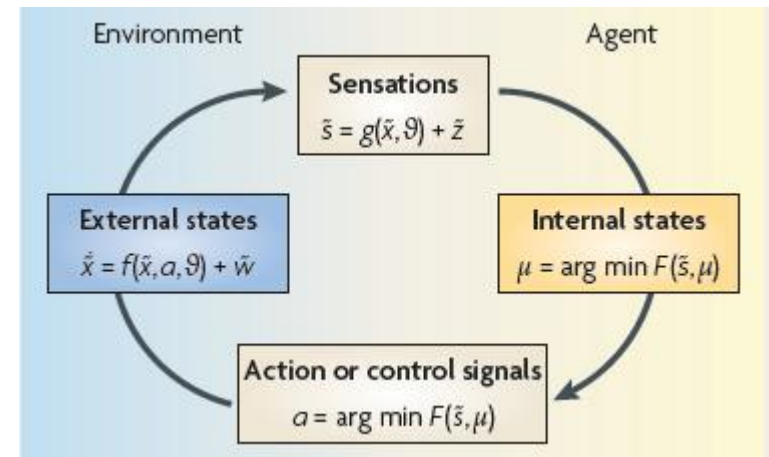 Environment
Agent
Sensations
s̃ = g(x̃, ϑ) + z̃
External states
x̃̇ = f(x̃, a, ϑ) + w̃
Internal states
μ = arg min F(s̃, μ)
Action or control signals
a = arg min F(s̃, μ)